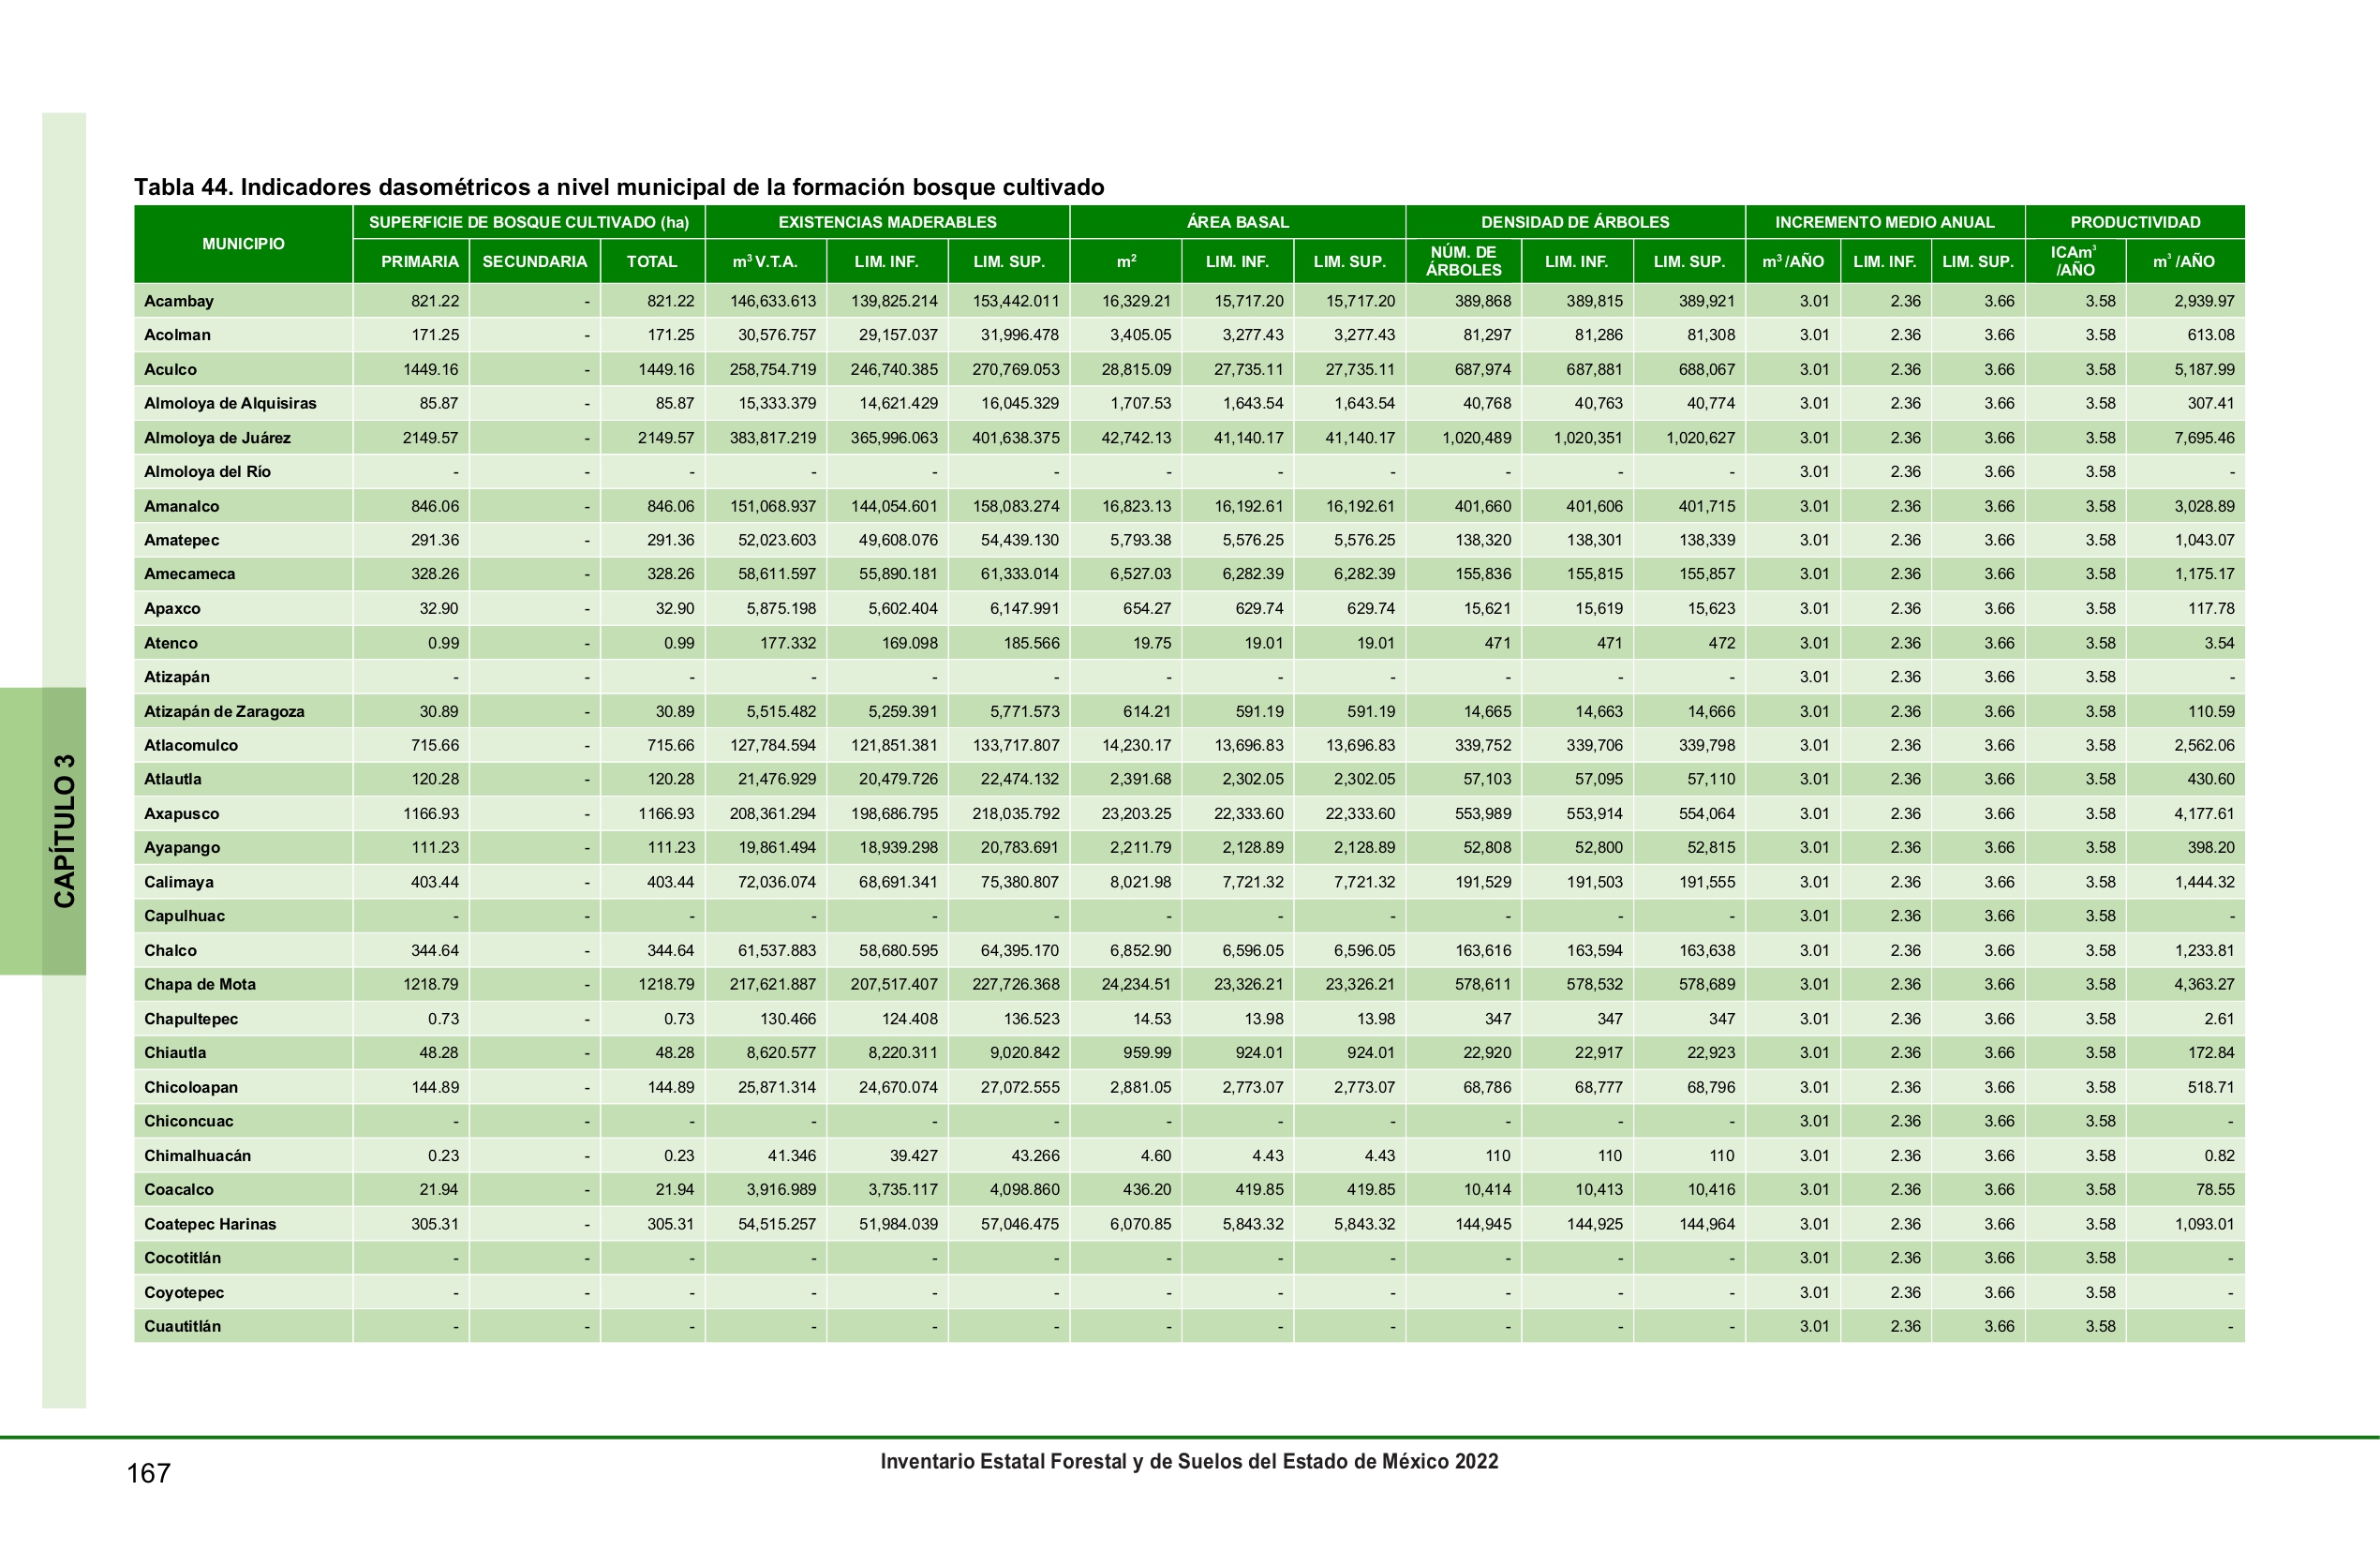 Tabla 44. Indicadores dasométricos a nivel municipal de la formación bosque cultivado
MUNICIPIO SUPERFICIE DE BOSQUE CULTIVADO (ha) EXISTENCIAS MADERABLES ÁREA BASAL DENSIDAD DE ÁRBOLES INCREMENTO MEDIO ANUAL PRODUCTIVIDAD
PRIMARIA SECUNDARIA TOTAL m³ V.T.A. LIM. INF. LIM. SUP. m² LIM. INF. LIM. SUP. NÚM. DE ÁRBOLES LIM. INF. LIM. SUP. m³ /AÑO LIM. INF. LIM. SUP. ICAm³ /AÑO m³ /AÑO
Acambay 821.22 - 821.22 146,633.613 139,825.214 153,442.011 16,329.21 15,717.20 15,717.20 389,868 389,815 389,921 3.01 2.36 3.66 3.58 2,939.97
Acolman 171.25 - 171.25 30,576.757 29,157.037 31,996.478 3,405.05 3,277.43 3,277.43 81,297 81,286 81,308 3.01 2.36 3.66 3.58 613.08
Aculco 1449.16 - 1449.16 258,754.719 246,740.385 270,769.053 28,815.09 27,735.11 27,735.11 687,974 687,881 688,067 3.01 2.36 3.66 3.58 5,187.99
Almoloya de Alquisiras 85.87 - 85.87 15,333.379 14,621.429 16,045.329 1,707.53 1,643.54 1,643.54 40,768 40,763 40,774 3.01 2.36 3.66 3.58 307.41
Almoloya de Juárez 2149.57 - 2149.57 383,817.219 365,996.063 401,638.375 42,742.13 41,140.17 41,140.17 1,020,489 1,020,351 1,020,627 3.01 2.36 3.66 3.58 7,695.46
Almoloya del Río - - - - - - - - - - - - 3.01 2.36 3.66 3.58 -
Amanalco 846.06 - 846.06 151,068.937 144,054.601 158,083.274 16,823.13 16,192.61 16,192.61 401,660 401,606 401,715 3.01 2.36 3.66 3.58 3,028.89
Amatepec 291.36 - 291.36 52,023.603 49,608.076 54,439.130 5,793.38 5,576.25 5,576.25 138,320 138,301 138,339 3.01 2.36 3.66 3.58 1,043.07
Amecameca 328.26 - 328.26 58,611.597 55,890.181 61,333.014 6,527.03 6,282.39 6,282.39 155,836 155,815 155,857 3.01 2.36 3.66 3.58 1,175.17
Apaxco 32.90 - 32.90 5,875.198 5,602.404 6,147.991 654.27 629.74 629.74 15,621 15,619 15,623 3.01 2.36 3.66 3.58 117.78
Atenco 0.99 - 0.99 177.332 169.098 185.566 19.75 19.01 19.01 471 471 472 3.01 2.36 3.66 3.58 3.54
Atizapán - - - - - - - - - - - - 3.01 2.36 3.66 3.58 -
Atizapán de Zaragoza 30.89 - 30.89 5,515.482 5,259.391 5,771.573 614.21 591.19 591.19 14,665 14,663 14,666 3.01 2.36 3.66 3.58 110.59
Atlacomulco 715.66 - 715.66 127,784.594 121,851.381 133,717.807 14,230.17 13,696.83 13,696.83 339,752 339,706 339,798 3.01 2.36 3.66 3.58 2,562.06
Atlautla 120.28 - 120.28 21,476.929 20,479.726 22,474.132 2,391.68 2,302.05 2,302.05 57,103 57,095 57,110 3.01 2.36 3.66 3.58 430.60
Axapusco 1166.93 - 1166.93 208,361.294 198,686.795 218,035.792 23,203.25 22,333.60 22,333.60 553,989 553,914 554,064 3.01 2.36 3.66 3.58 4,177.61
Ayapango 111.23 - 111.23 19,861.494 18,939.298 20,783.691 2,211.79 2,128.89 2,128.89 52,808 52,800 52,815 3.01 2.36 3.66 3.58 398.20
Calimaya 403.44 - 403.44 72,036.074 68,691.341 75,380.807 8,021.98 7,721.32 7,721.32 191,529 191,503 191,555 3.01 2.36 3.66 3.58 1,444.32
Capulhuac - - - - - - - - - - - - 3.01 2.36 3.66 3.58 -
Chalco 344.64 - 344.64 61,537.883 58,680.595 64,395.170 6,852.90 6,596.05 6,596.05 163,616 163,594 163,638 3.01 2.36 3.66 3.58 1,233.81
Chapa de Mota 1218.79 - 1218.79 217,621.887 207,517.407 227,726.368 24,234.51 23,326.21 23,326.21 578,611 578,532 578,689 3.01 2.36 3.66 3.58 4,363.27
Chapultepec 0.73 - 0.73 130.466 124.408 136.523 14.53 13.98 13.98 347 347 347 3.01 2.36 3.66 3.58 2.61
Chiautla 48.28 - 48.28 8,620.577 8,220.311 9,020.842 959.99 924.01 924.01 22,920 22,917 22,923 3.01 2.36 3.66 3.58 172.84
Chicoloapan 144.89 - 144.89 25,871.314 24,670.074 27,072.555 2,881.05 2,773.07 2,773.07 68,786 68,777 68,796 3.01 2.36 3.66 3.58 518.71
Chiconcuac - - - - - - - - - - - - 3.01 2.36 3.66 3.58 -
Chimalhuacán 0.23 - 0.23 41.346 39.427 43.266 4.60 4.43 4.43 110 110 110 3.01 2.36 3.66 3.58 0.82
Coacalco 21.94 - 21.94 3,916.989 3,735.117 4,098.860 436.20 419.85 419.85 10,414 10,413 10,416 3.01 2.36 3.66 3.58 78.55
Coatepec Harinas 305.31 - 305.31 54,515.257 51,984.039 57,046.475 6,070.85 5,843.32 5,843.32 144,945 144,925 144,964 3.01 2.36 3.66 3.58 1,093.01
Cocotitlán - - - - - - - - - - - - 3.01 2.36 3.66 3.58 -
Coyotepec - - - - - - - - - - - - 3.01 2.36 3.66 3.58 -
Cuautitlán - - - - - - - - - - - - 3.01 2.36 3.66 3.58 -
CAPÍTULO 3
167
Inventario Estatal Forestal y de Suelos del Estado de México 2022